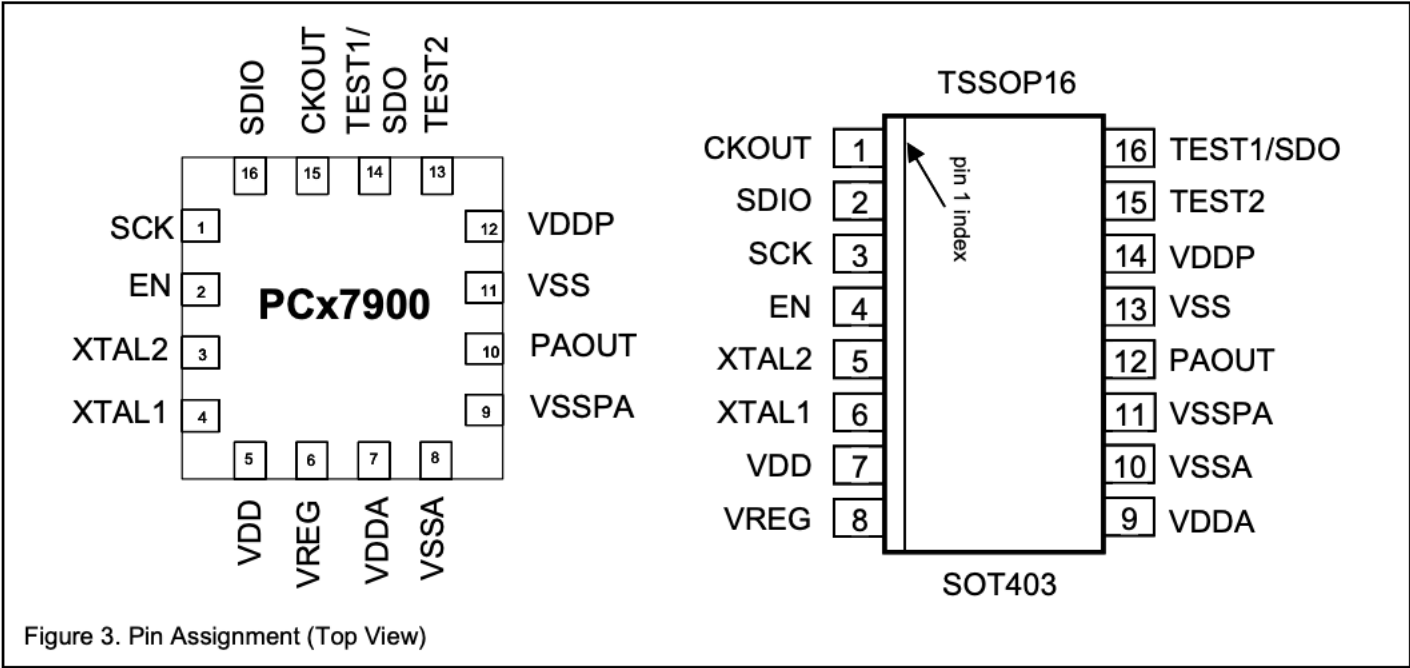 SDIO
CKOUT
TEST1/
SDO
TEST2
16 15 14 13
SCK 1
EN 2
XTAL2 3
XTAL1 4
PCx7900
12 VDDP
11 VSS
10 PAOUT
9 VSSPA
5 6 7 8
VDD
VREG
VDDA
VSSA
TSSOP16
CKOUT 1
SDIO 2
SCK 3
EN 4
XTAL2 5
XTAL1 6
VDD 7
VREG 8
pin 1 index
16 TEST1/SDO
15 TEST2
14 VDDP
13 VSS
12 PAOUT
11 VSSPA
10 VSSA
9 VDDA
SOT403
Figure 3. Pin Assignment (Top View)